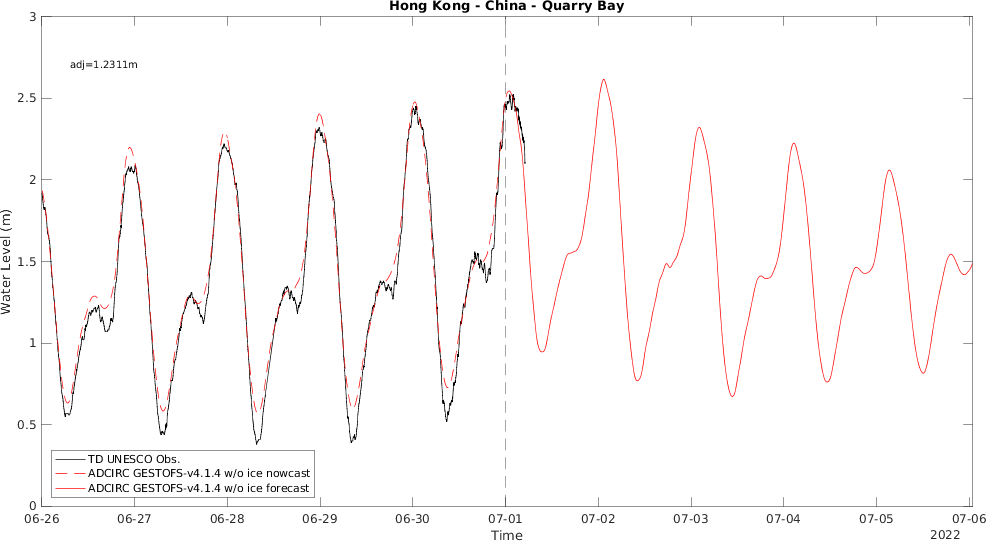 Hong Kong - China - Quarry Bay
3
adj=1.2311m
2.5
2
1.5
1
0.5
0
Water Level (m)
TD UNESCO Obs.
ADCIRC GESTOFS-v4.1.4 w/o ice nowcast
ADCIRC GESTOFS-v4.1.4 w/o ice forecast
06-26 06-27 06-28 06-29 06-30 07-01 07-02 07-03 07-04 07-05 07-06
Time
2022